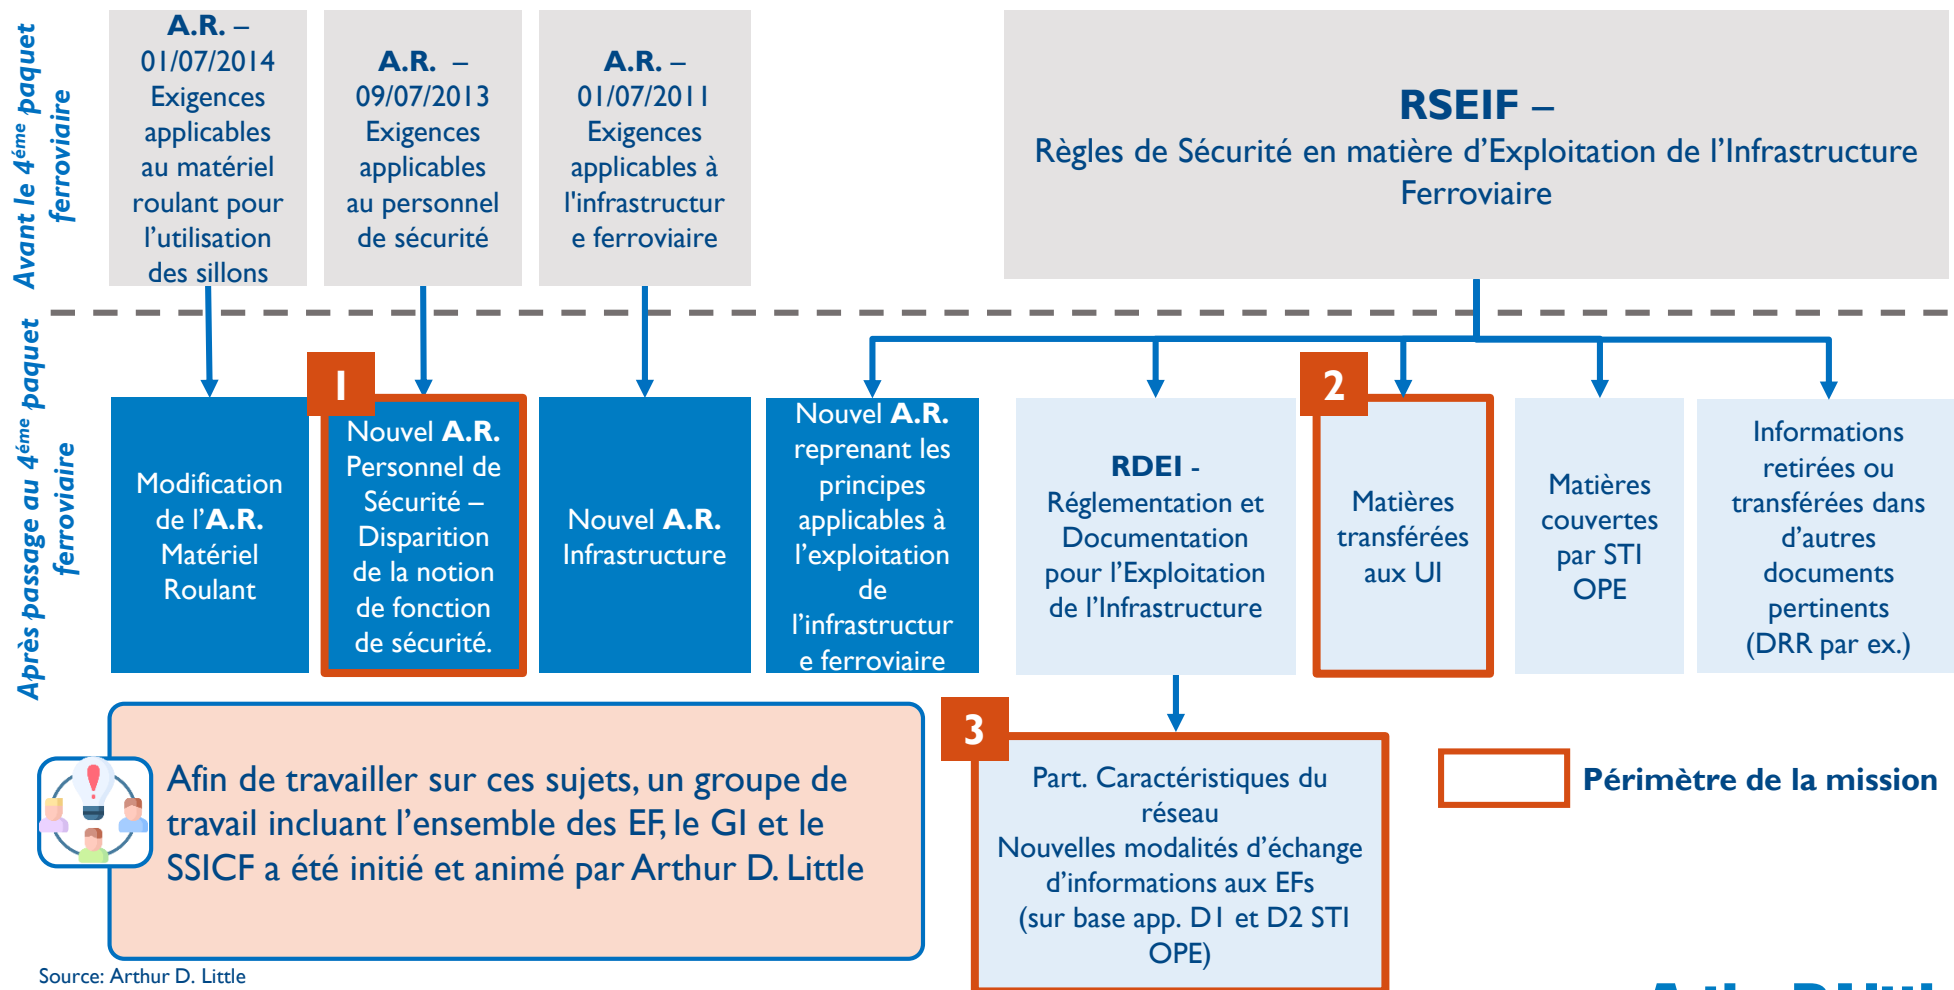 Avant le 4éme paquet
ferroviaire
A.R. –
01/07/2014
Exigences
applicables
au matériel
roulant pour
l’utilisation
des sillons
A.R. –
09/07/2013
Exigences
applicables
au personnel
de sécurité
A.R. –
01/07/2011
Exigences
applicables à
l'infrastructur
e ferroviaire
RSEIF –
Règles de Sécurité en matière d’Exploitation de l’Infrastructure
Ferroviaire
Après passage au 4éme paquet
ferroviaire
Modification
de l’A.R.
Matériel
Roulant
1
Nouvel A.R.
Personnel de
Sécurité –
Disparition
de la notion
de fonction
de sécurité.
Nouvel A.R.
Infrastructure
Nouvel A.R.
reprenant les
principes
applicables à
l’exploitation
de
l’infrastructur
e ferroviaire
RDEI -
Réglementation et
Documentation
pour l’Exploitation
de l’Infrastructure
2
Matières
transférées
aux UI
Matières
couvertes
par STI
OPE
Informations
retirées ou
transférées dans
d’autres
documents
pertinents
(DRR par ex.)
Afin de travailler sur ces sujets, un groupe de
travail incluant l’ensemble des EF, le GI et le
SSICF a été initié et animé par Arthur D. Little
3
Part. Caractéristiques du
réseau
Nouvelles modalités d’échange
d’informations aux EFs
(sur base app. D1 et D2 STI
OPE)
Périmètre de la mission
Source: Arthur D. Little